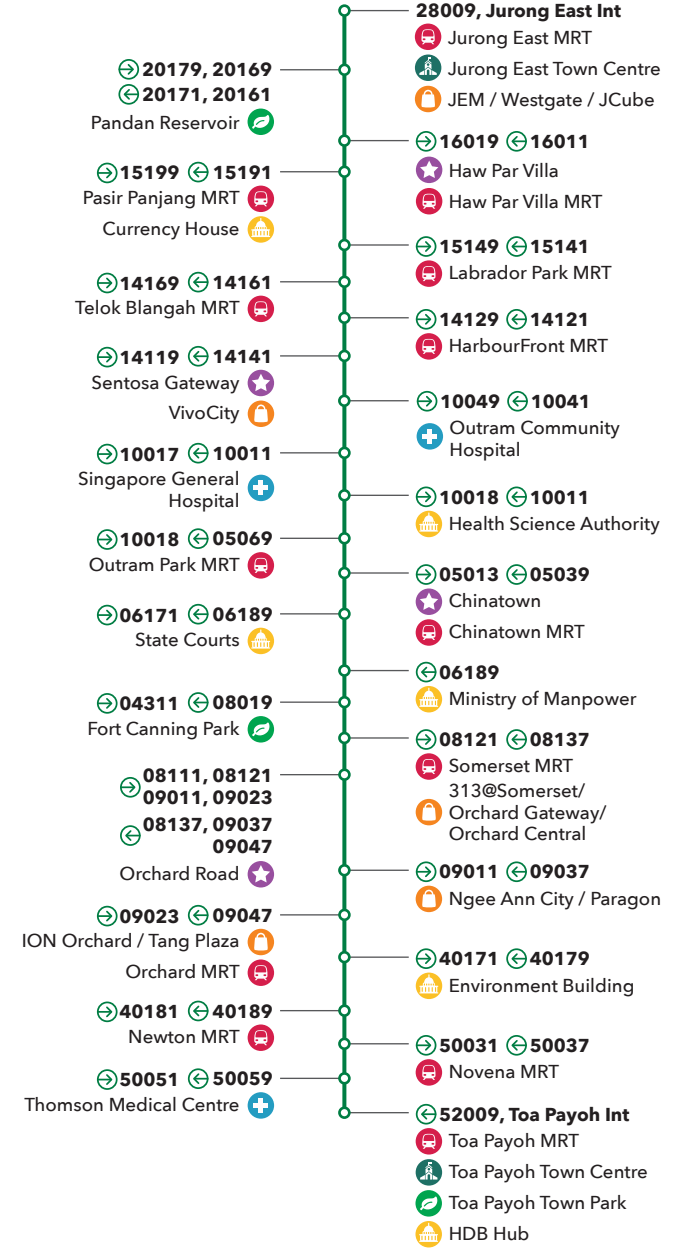 28009, Jurong East Int
Jurong East MRT
Jurong East Town Centre
JEM / Westgate / JCube
20179, 20169
20171, 20161
Pandan Reservoir
16019 16011
Haw Par Villa
Haw Par Villa MRT
15199 15191
Pasir Panjang MRT
Currency House
15149 15141
Labrador Park MRT
14169 14161
Telok Blangah MRT
14129 14121
HarbourFront MRT
14119 14141
Sentosa Gateway
VivoCity
10049 10041
Outram Community
Hospital
10017 10011
Singapore General
Hospital
10018 10011
Health Science Authority
10018 05069
Outram Park MRT
05013 05039
Chinatown
Chinatown MRT
06171 06189
State Courts
06189
Ministry of Manpower
04311 08019
Fort Canning Park
08121 08137
Somerset MRT
313@Somerset/
Orchard Gateway/
Orchard Central
08111, 08121
09011, 09023
08137, 09037
09047
Orchard Road
09011 09037
Ngee Ann City / Paragon
09023 09047
ION Orchard / Tang Plaza
Orchard MRT
40171 40179
Environment Building
40181 40189
Newton MRT
50031 50037
Novena MRT
50051 50059
Thomson Medical Centre
52009, Toa Payoh Int
Toa Payoh MRT
Toa Payoh Town Centre
Toa Payoh Town Park
HDB Hub